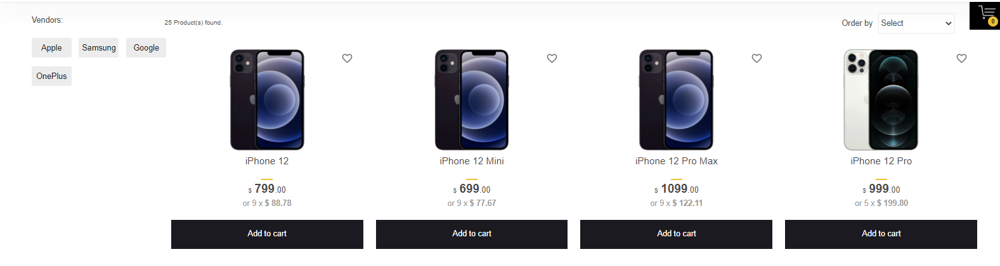 Vendors:
25 Product(s) found.
Order by Select
0
Apple Samsung Google
OnePlus
iPhone 12
$ 799.00
or 9 x $ 88.78
Add to cart
iPhone 12 Mini
$ 699.00
or 9 x $ 77.67
Add to cart
iPhone 12 Pro Max
$ 1099.00
or 9 x $ 122.11
Add to cart
iPhone 12 Pro
$ 999.00
or 5 x $ 199.80
Add to cart